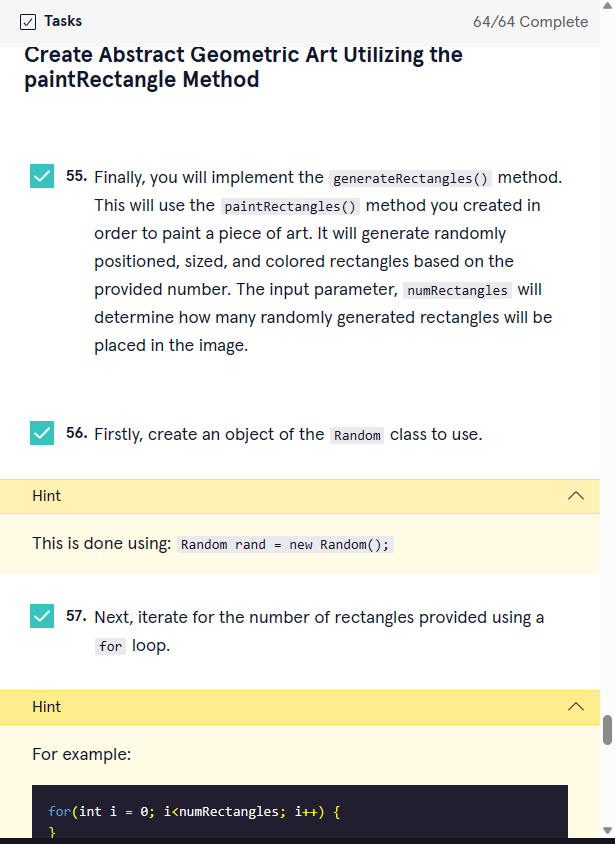 Tasks
64/64 Complete
Create Abstract Geometric Art Utilizing the
paintRectangle Method
55. Finally, you will implement the generateRectangles() method.
This will use the paintRectangles() method you created in
order to paint a piece of art. It will generate randomly
positioned, sized, and colored rectangles based on the
provided number. The input parameter, numRectangles will
determine how many randomly generated rectangles will be
placed in the image.
56. Firstly, create an object of the Random class to use.
Hint
This is done using: Random rand = new Random();
57. Next, iterate for the number of rectangles provided using a
for loop.
Hint
For example:
for(int i = 0; i<numRectangles; i++) {
}